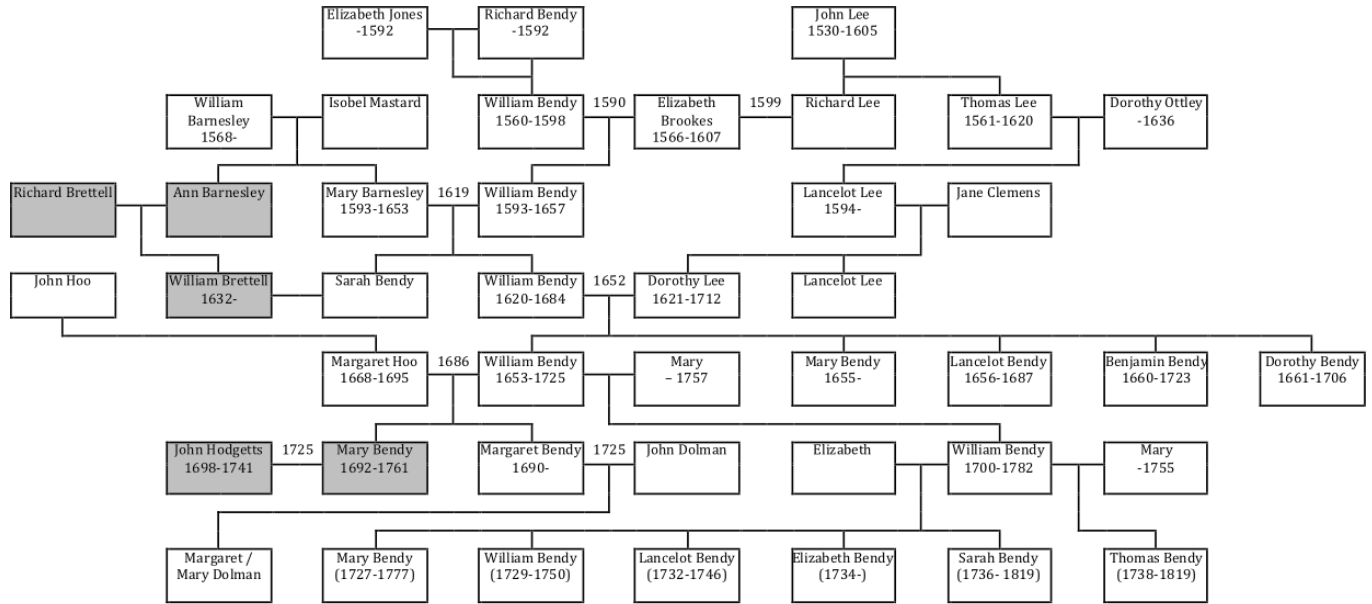 Elizabeth Jones
-1592
Richard Bendy
-1592
John Lee
1530-1605
William
Barnesley
1568-
Isobel Mastard
William Bendy
1560-1598
1590
Elizabeth
Brookes
1566-1607
1599
Richard Lee
Thomas Lee
1561-1620
Dorothy Ottley
-1636
Richard Brettell
Ann Barnesley
Mary Barnesley
1593-1653
1619
William Bendy
1593-1657
Lancelot Lee
1594-
Jane Clemens
John Hoo
William Brettell
1632-
Sarah Bendy
William Bendy
1620-1684
1652
Dorothy Lee
1621-1712
Lancelot Lee
Margaret Hoo
1668-1695
1686
William Bendy
1653-1725
Mary
– 1757
Mary Bendy
1655-
Lancelot Bendy
1656-1687
Benjamin Bendy
1660-1723
Dorothy Bendy
1661-1706
John Hodgetts
1698-1741
1725
Mary Bendy
1692-1761
Margaret Bendy
1690-
1725
John Dolman
Elizabeth
William Bendy
1700-1782
Mary
-1755
Margaret /
Mary Dolman
Mary Bendy
(1727-1777)
William Bendy
(1729-1750)
Lancelot Bendy
(1732-1746)
Elizabeth Bendy
(1734-)
Sarah Bendy
(1736- 1819)
Thomas Bendy
(1738-1819)